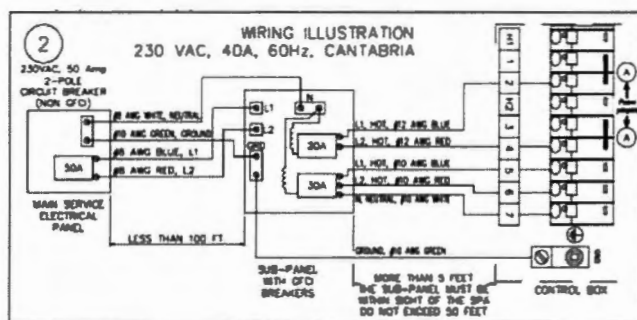 2
WIRING ILLUSTRATION
230 VAC, 40A, 60Hz, CANTABRIA
230VAC, 50 Amp
2-POLE
CIRCUIT BREAKER
(NON GFCI)
#8 AWG WHITE, NEUTRAL
#10 AWG GREEN, GROUND
#8 AWG BLUE, L1
#8 AWG RED, L2
50A
MAIN SERVICE
ELECTRICAL
PANEL
LESS THAN 100 FT.
N
L1
L2
GRD
20A
30A
SUB-PANEL
WITH GFCI
BREAKERS
L1, HOT, #12 AWG BLUE
L2, HOT, #12 AWG RED
L1, HOT, #10 AWG BLUE
L2, HOT, #10 AWG RED
N, NEUTRAL, #10 AWG WHITE
GROUND, #10 AWG GREEN
MORE THAN 5 FEET
THE SUB-PANEL MUST BE
WITHIN SIGHT OF THE SPA
DO NOT EXCEED 50 FEET
1
2
3
4
5
6
7
A
A
CONTROL BOX